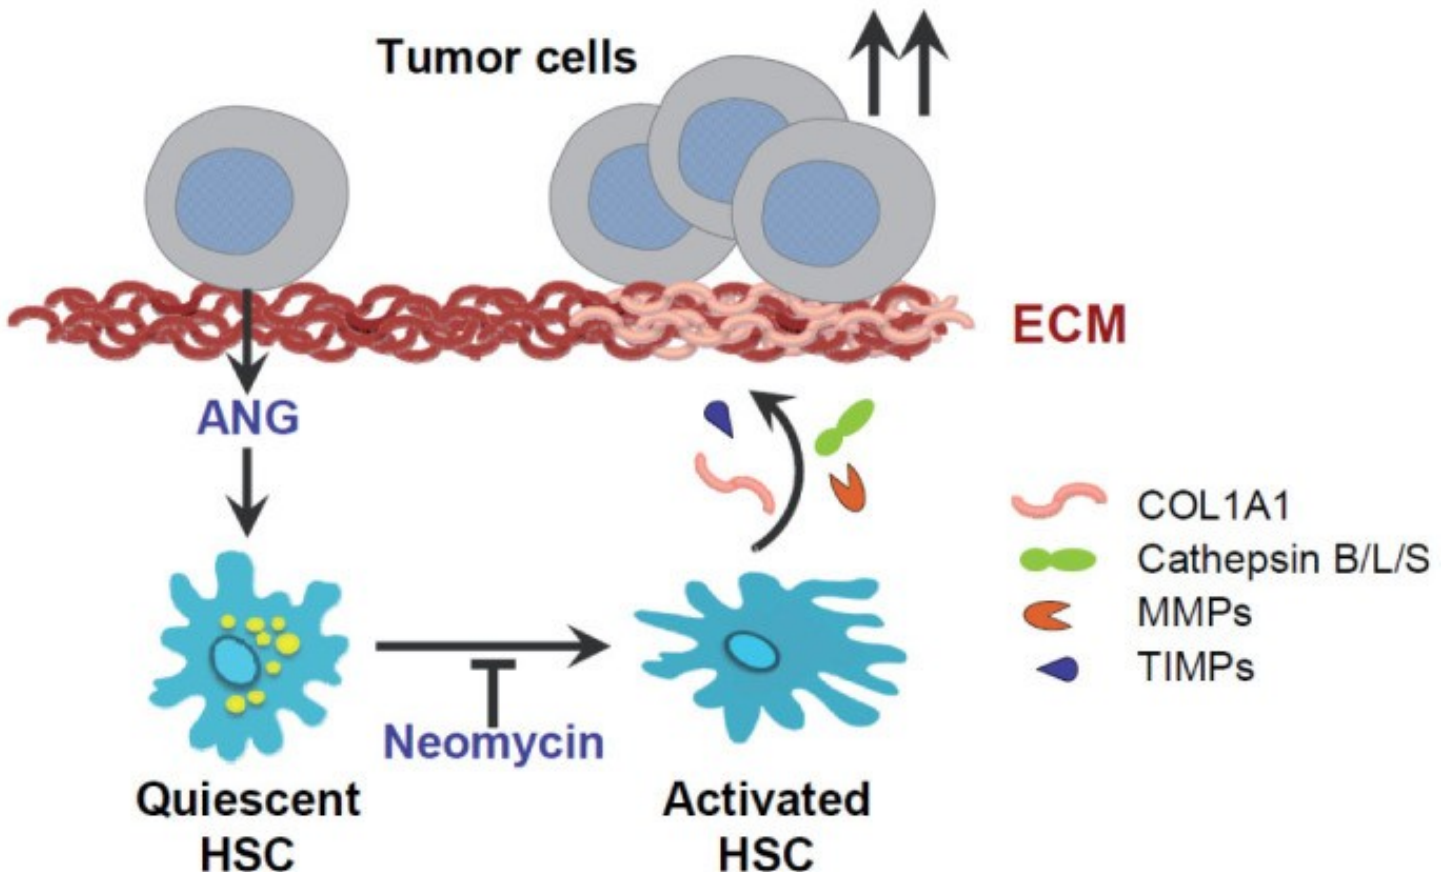 Tumor cells
ECM
ANG
COL1A1
Cathepsin B/L/S
MMPs
TIMPs
Neomycin
Quiescent
HSC
Activated
HSC